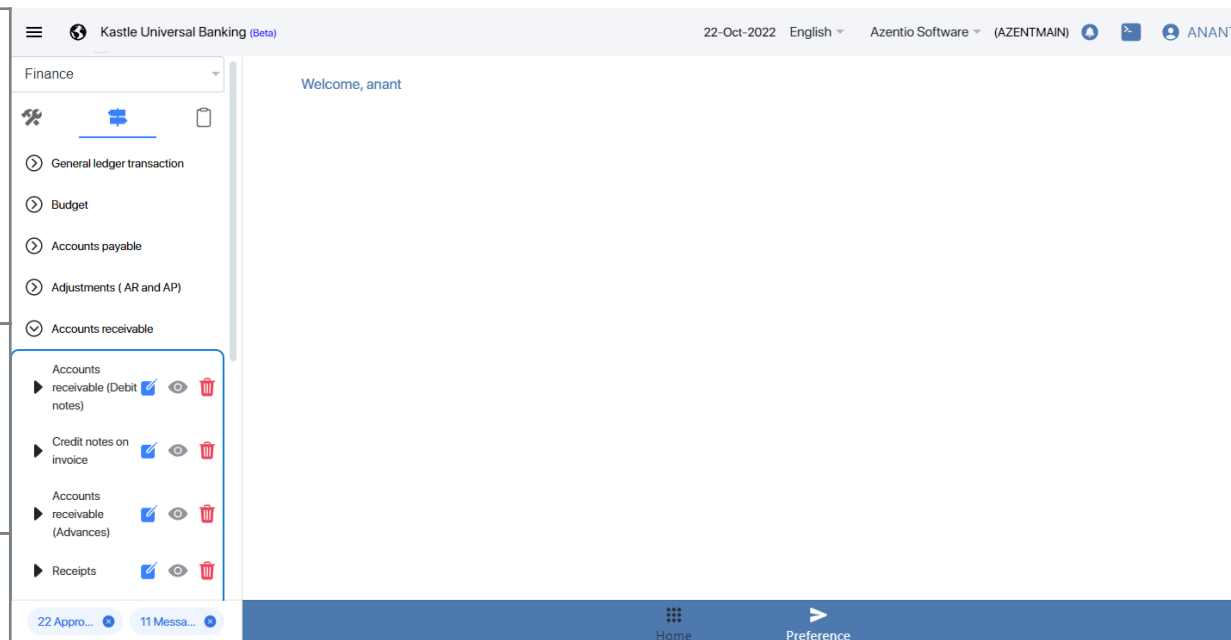 Kastle Universal Banking (Beta)
22-Oct-2022 English Azentio Software (AZENTMAIN) ANANT
Finance
Welcome, anant
General ledger transaction
Budget
Accounts payable
Adjustments ( AR and AP)
Accounts receivable
Accounts
receivable (Debit
notes)
Credit notes on
invoice
Accounts
receivable
(Advances)
Receipts
22 Appro...
11 Messa...
Home
Preference